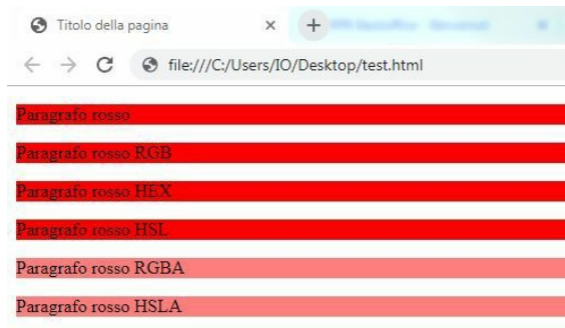 Titolo della pagina
file:///C:/Users/IO/Desktop/test.html
Paragrafo rosso
Paragrafo rosso RGB
Paragrafo rosso HEX
Paragrafo rosso HSL
Paragrafo rosso RGBA
Paragrafo rosso HSLA